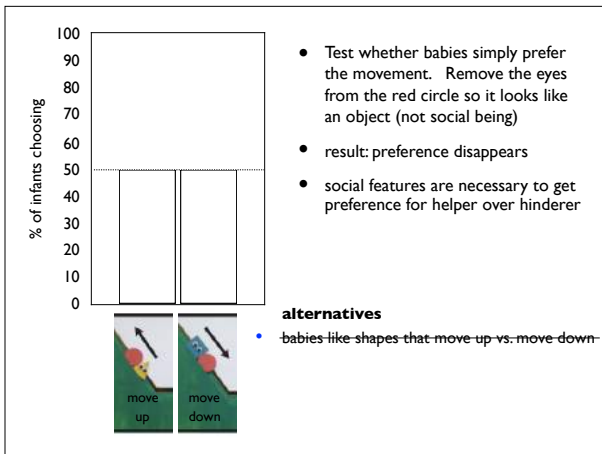 100
90
80
70
60
50
40
30
20
10
0
% of infants choosing
move
up
move
down
• Test whether babies simply prefer
the movement. Remove the eyes
from the red circle so it looks like
an object (not social being)
• result: preference disappears
• social features are necessary to get
preference for helper over hinderer
alternatives
• babies like shapes that move up vs. move down